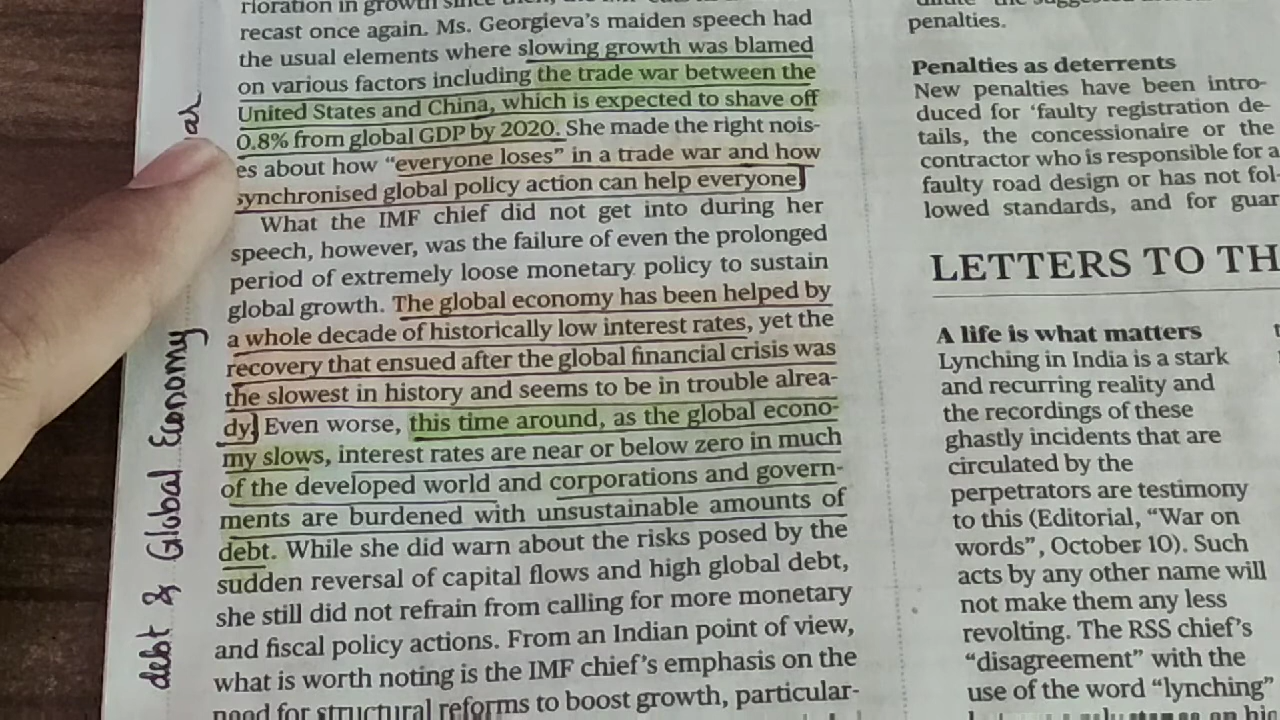 rioration in growth since then,
recast once again. Ms. Georgieva's maiden speech had
the usual elements where slowing growth was blamed
on various factors including the trade war between the
United States and China, which is expected to shave off
0.8% from global GDP by 2020. She made the right nois-
es about how “everyone loses” in a trade war and how
synchronised global policy action can help everyone.
What the IMF chief did not get into during her
speech, however, was the failure of even the prolonged
period of extremely loose monetary policy to sustain
global growth. The global economy has been helped by
a whole decade of historically low interest rates, yet the
recovery that ensued after the global financial crisis was
the slowest in history and seems to be in trouble alrea-
dy. Even worse, this time around, as the global econo-
my slows, interest rates are near or below zero in much
of the developed world and corporations and govern-
ments are burdened with unsustainable amounts of
debt. While she did warn about the risks posed by the
sudden reversal of capital flows and high global debt,
she still did not refrain from calling for more monetary
and fiscal policy actions. From an Indian point of view,
what is worth noting is the IMF chief's emphasis on the
need for structural reforms to boost growth, particular-
debt & Global Economy
penalties.
Penalties as deterrents
New penalties have been intro-
duced for ‘faulty registration de-
tails, the concessionaire or the
contractor who is responsible for a
faulty road design or has not fol-
lowed standards, and for guar
LETTERS TO TH
A life is what matters
Lynching in India is a stark
and recurring reality and
the recordings of these
ghastly incidents that are
circulated by the
perpetrators are testimony
to this (Editorial, “War on
words”, October 10). Such
acts by any other name will
not make them any less
revolting. The RSS chief's
“disagreement” with the
use of the word “lynching”